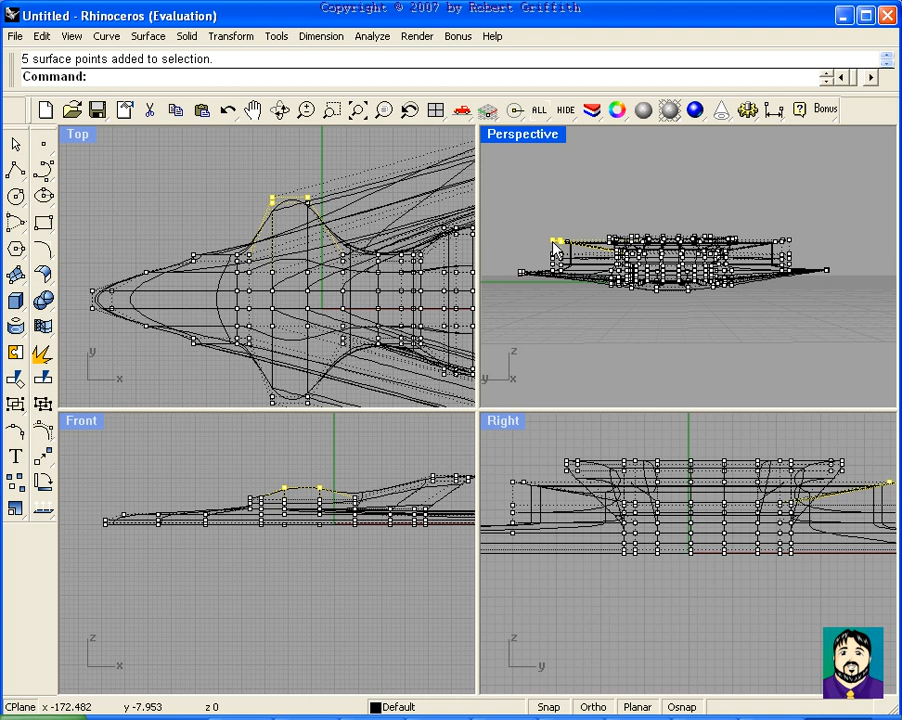 Copyright © 2007 by Robert Griffith
Untitled - Rhinoceros (Evaluation)
File Edit View Curve Surface Solid Transform Tools Dimension Analyze Render Bonus Help
5 surface points added to selection.
Command:
ALL HIDE Bonus
Top Perspective
y x
z y x
T
Front Right
z x
z y
CPlane x -172.482 y -7.953 z 0 Default Snap Ortho Planar Osnap